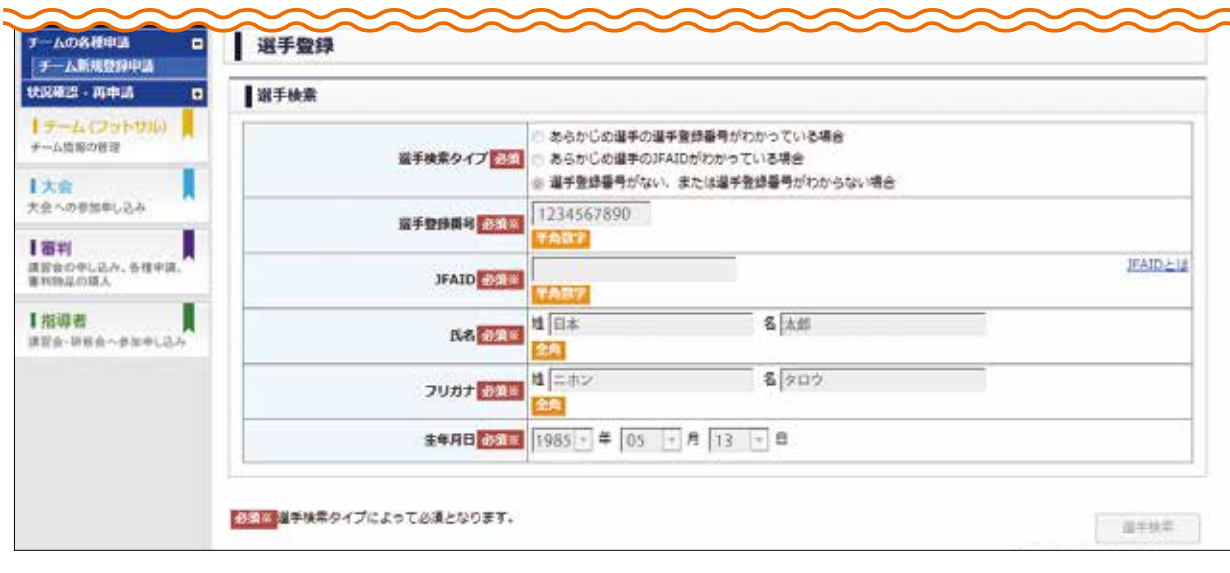 チームの各種申請
チーム新規登録申請
状況確認・再申請
チーム(フットサル)
チーム情報の管理
大会
大会への参加申し込み
審判
講習会の申し込み、各種申請、
審判物品の購入
指導者
講習会・研修会へ参加申し込み
選手登録
選手検索
選手検索タイプ 必須
あらかじめ選手の選手登録番号がわかっている場合
あらかじめ選手のJFAIDがわかっている場合
選手登録番号がない、または選手登録番号がわからない場合
選手登録番号 必須※
1234567890
半角数字
JFAID 必須※
JFAIDとは
半角数字
氏名 必須※
姓 日本 名 太郎
全角
フリガナ 必須※
姓 ニホン 名 タロウ
全角
生年月日 必須※
1985 年 05 月 13 日
必須※ 選手検索タイプによって必須となります。
選手検索